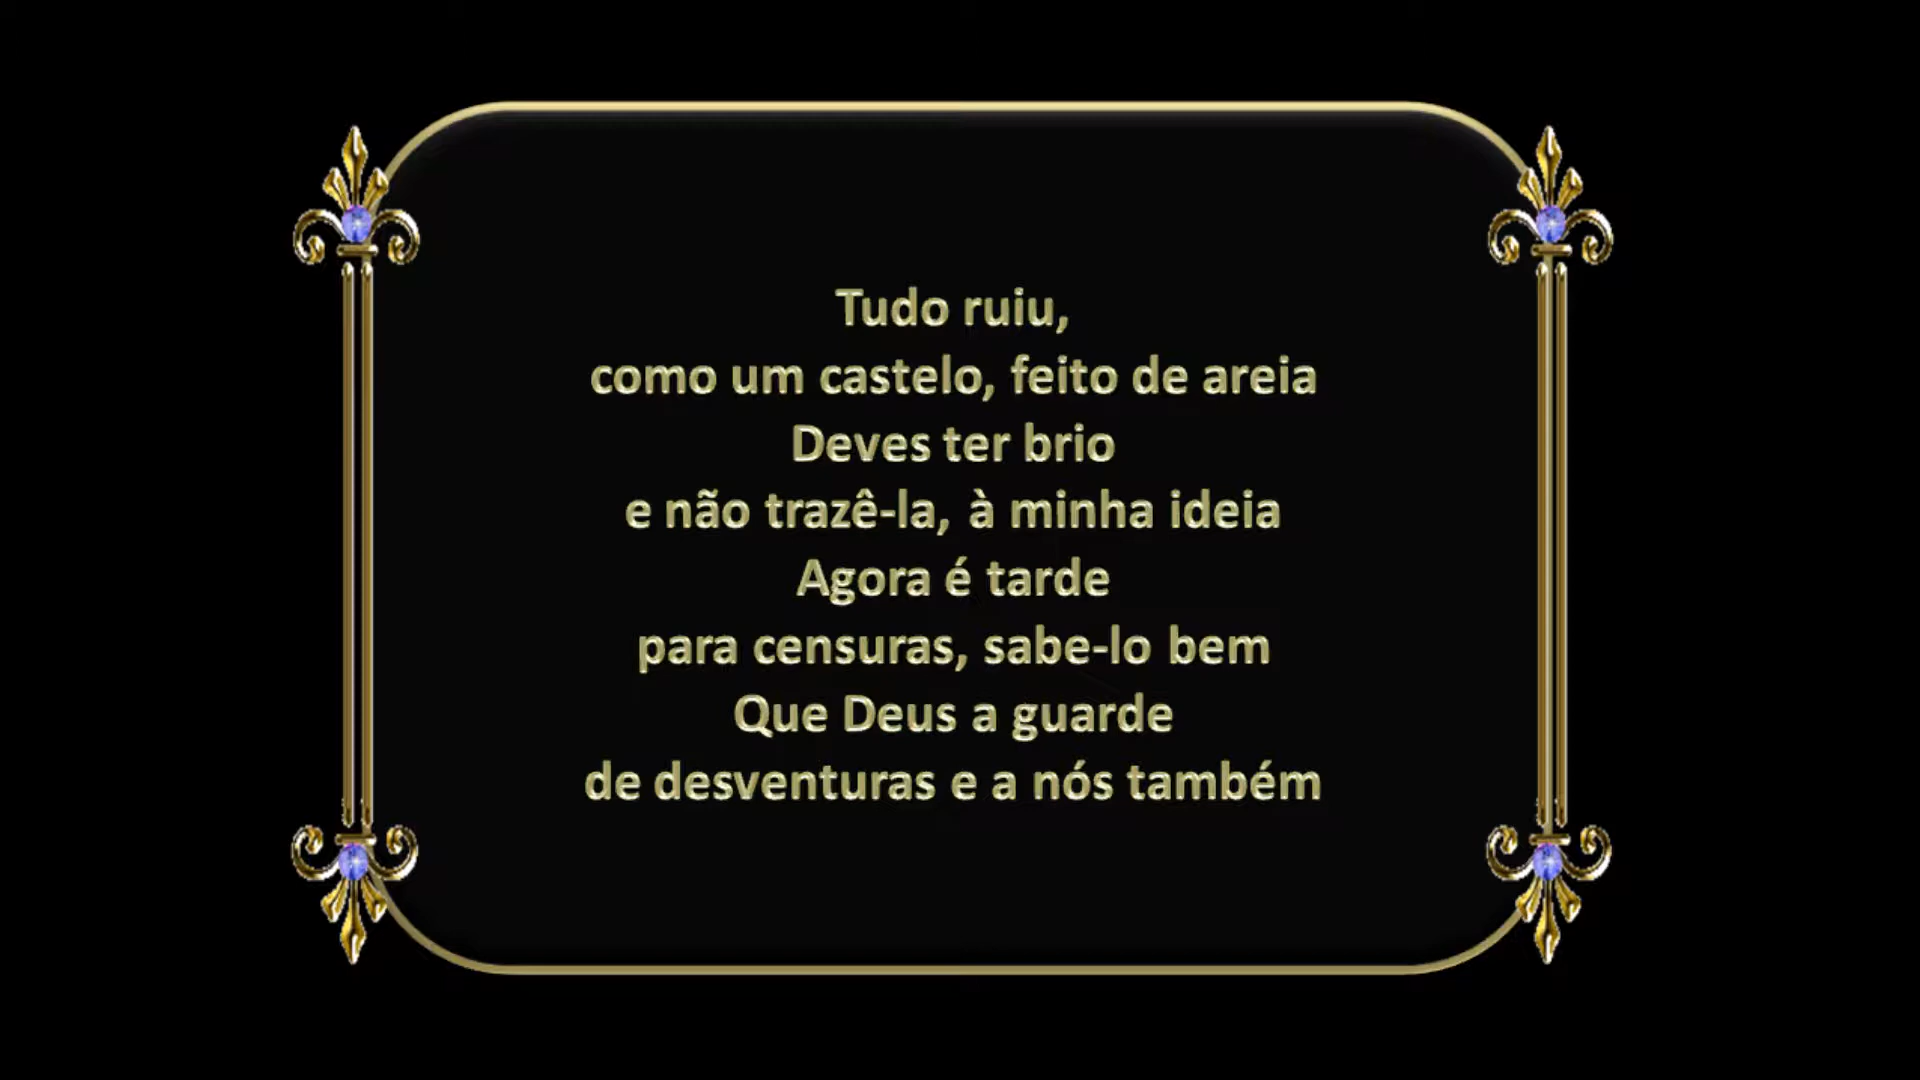 Tudo ruiu,
como um castelo, feito de areia
Deves ter brio
e não trazê-la, à minha ideia
Agora é tarde
para censuras, sabe-lo bem
Que Deus a guarde
de desventuras e a nós também